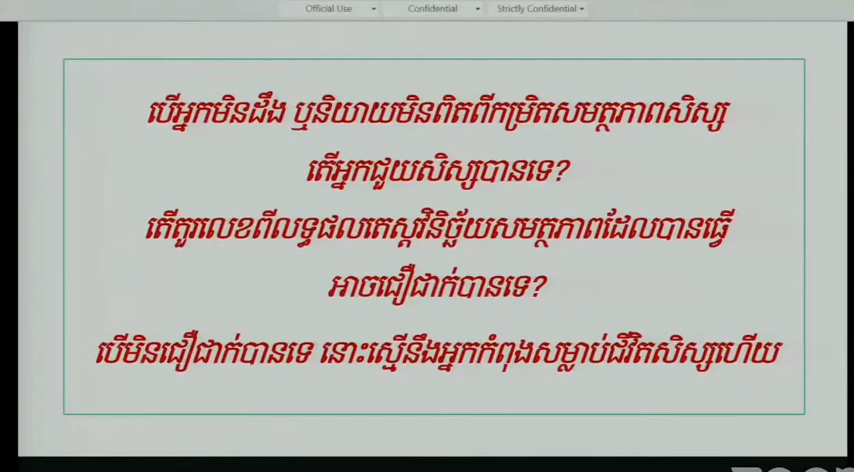 Official Use Confidential Strictly Confidential
បើអ្នកមិនដឹង ឬនិយាយមិនពិតពីកម្រិតសមត្ថភាពសិស្ស
តើអ្នកជួយសិស្សបានទេ?
តើតួរលេខពីលទ្ធផលតេស្តវិនិច្ឆ័យសមត្ថភាពដែលបានធ្វើ
អាចជឿជាក់បានទេ?
បើមិនជឿជាក់បានទេ នោះស្មើនឹងអ្នកកំពុងសម្លាប់ជីវិតសិស្សហើយ